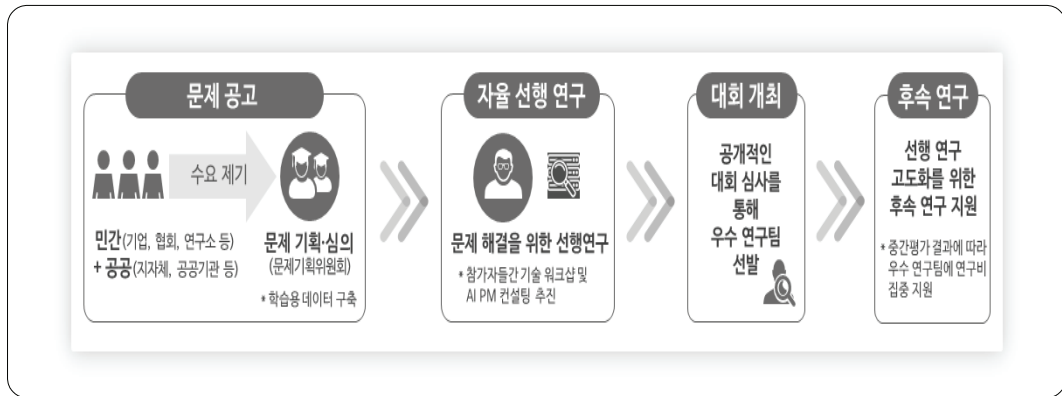 문제 공고
수요 제기
민간(기업, 협회, 연구소 등)
+ 공공(지자체, 공공기관 등)
문제 기획·심의
(문제기획위원회)
* 학습용 데이터 구축
자율 선행 연구
문제 해결을 위한 선행연구
* 참가자들간 기술 워크샵 및
AI PM 컨설팅 추진
대회 개최
공개적인
대회 심사를
통해
우수 연구팀
선발
후속 연구
선행 연구
고도화를 위한
후속 연구 지원
* 중간평가 결과에 따라
우수 연구팀에 연구비
집중 지원